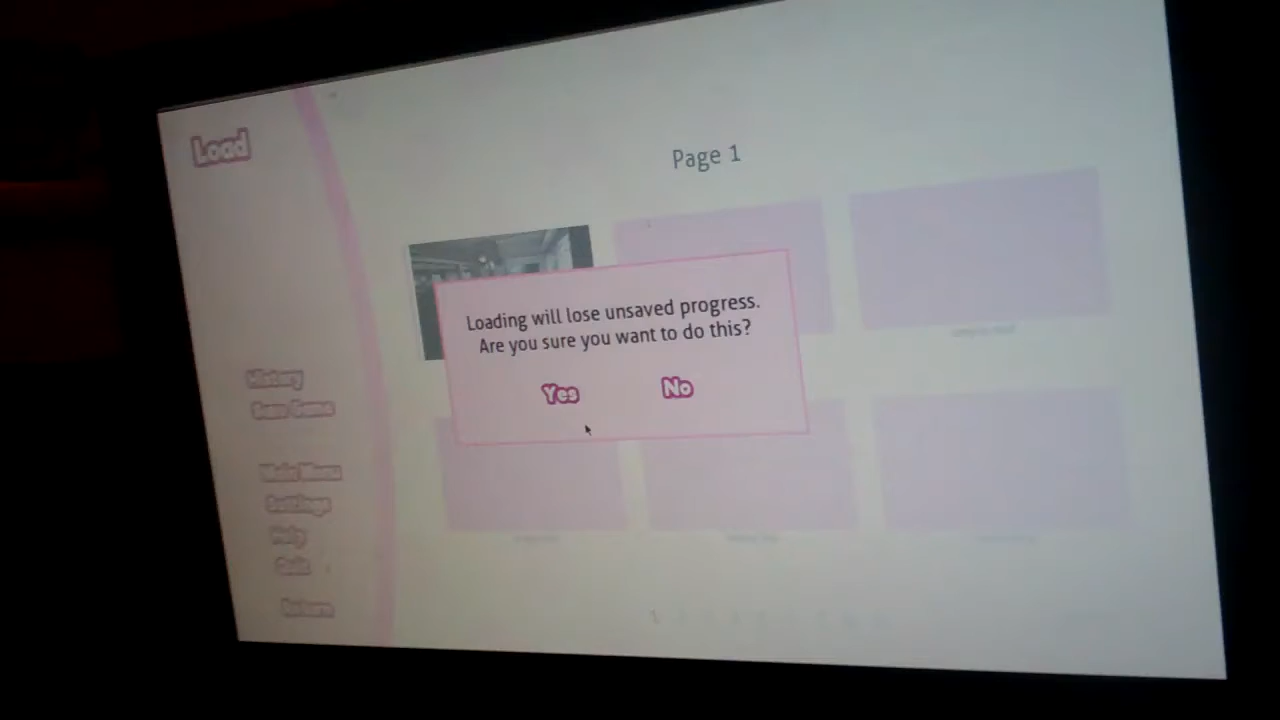 Load
Page 1
Loading will lose unsaved progress.
Are you sure you want to do this?
Yes
No
History
Save Game
Main Menu
Settings
Help
Quit
Return